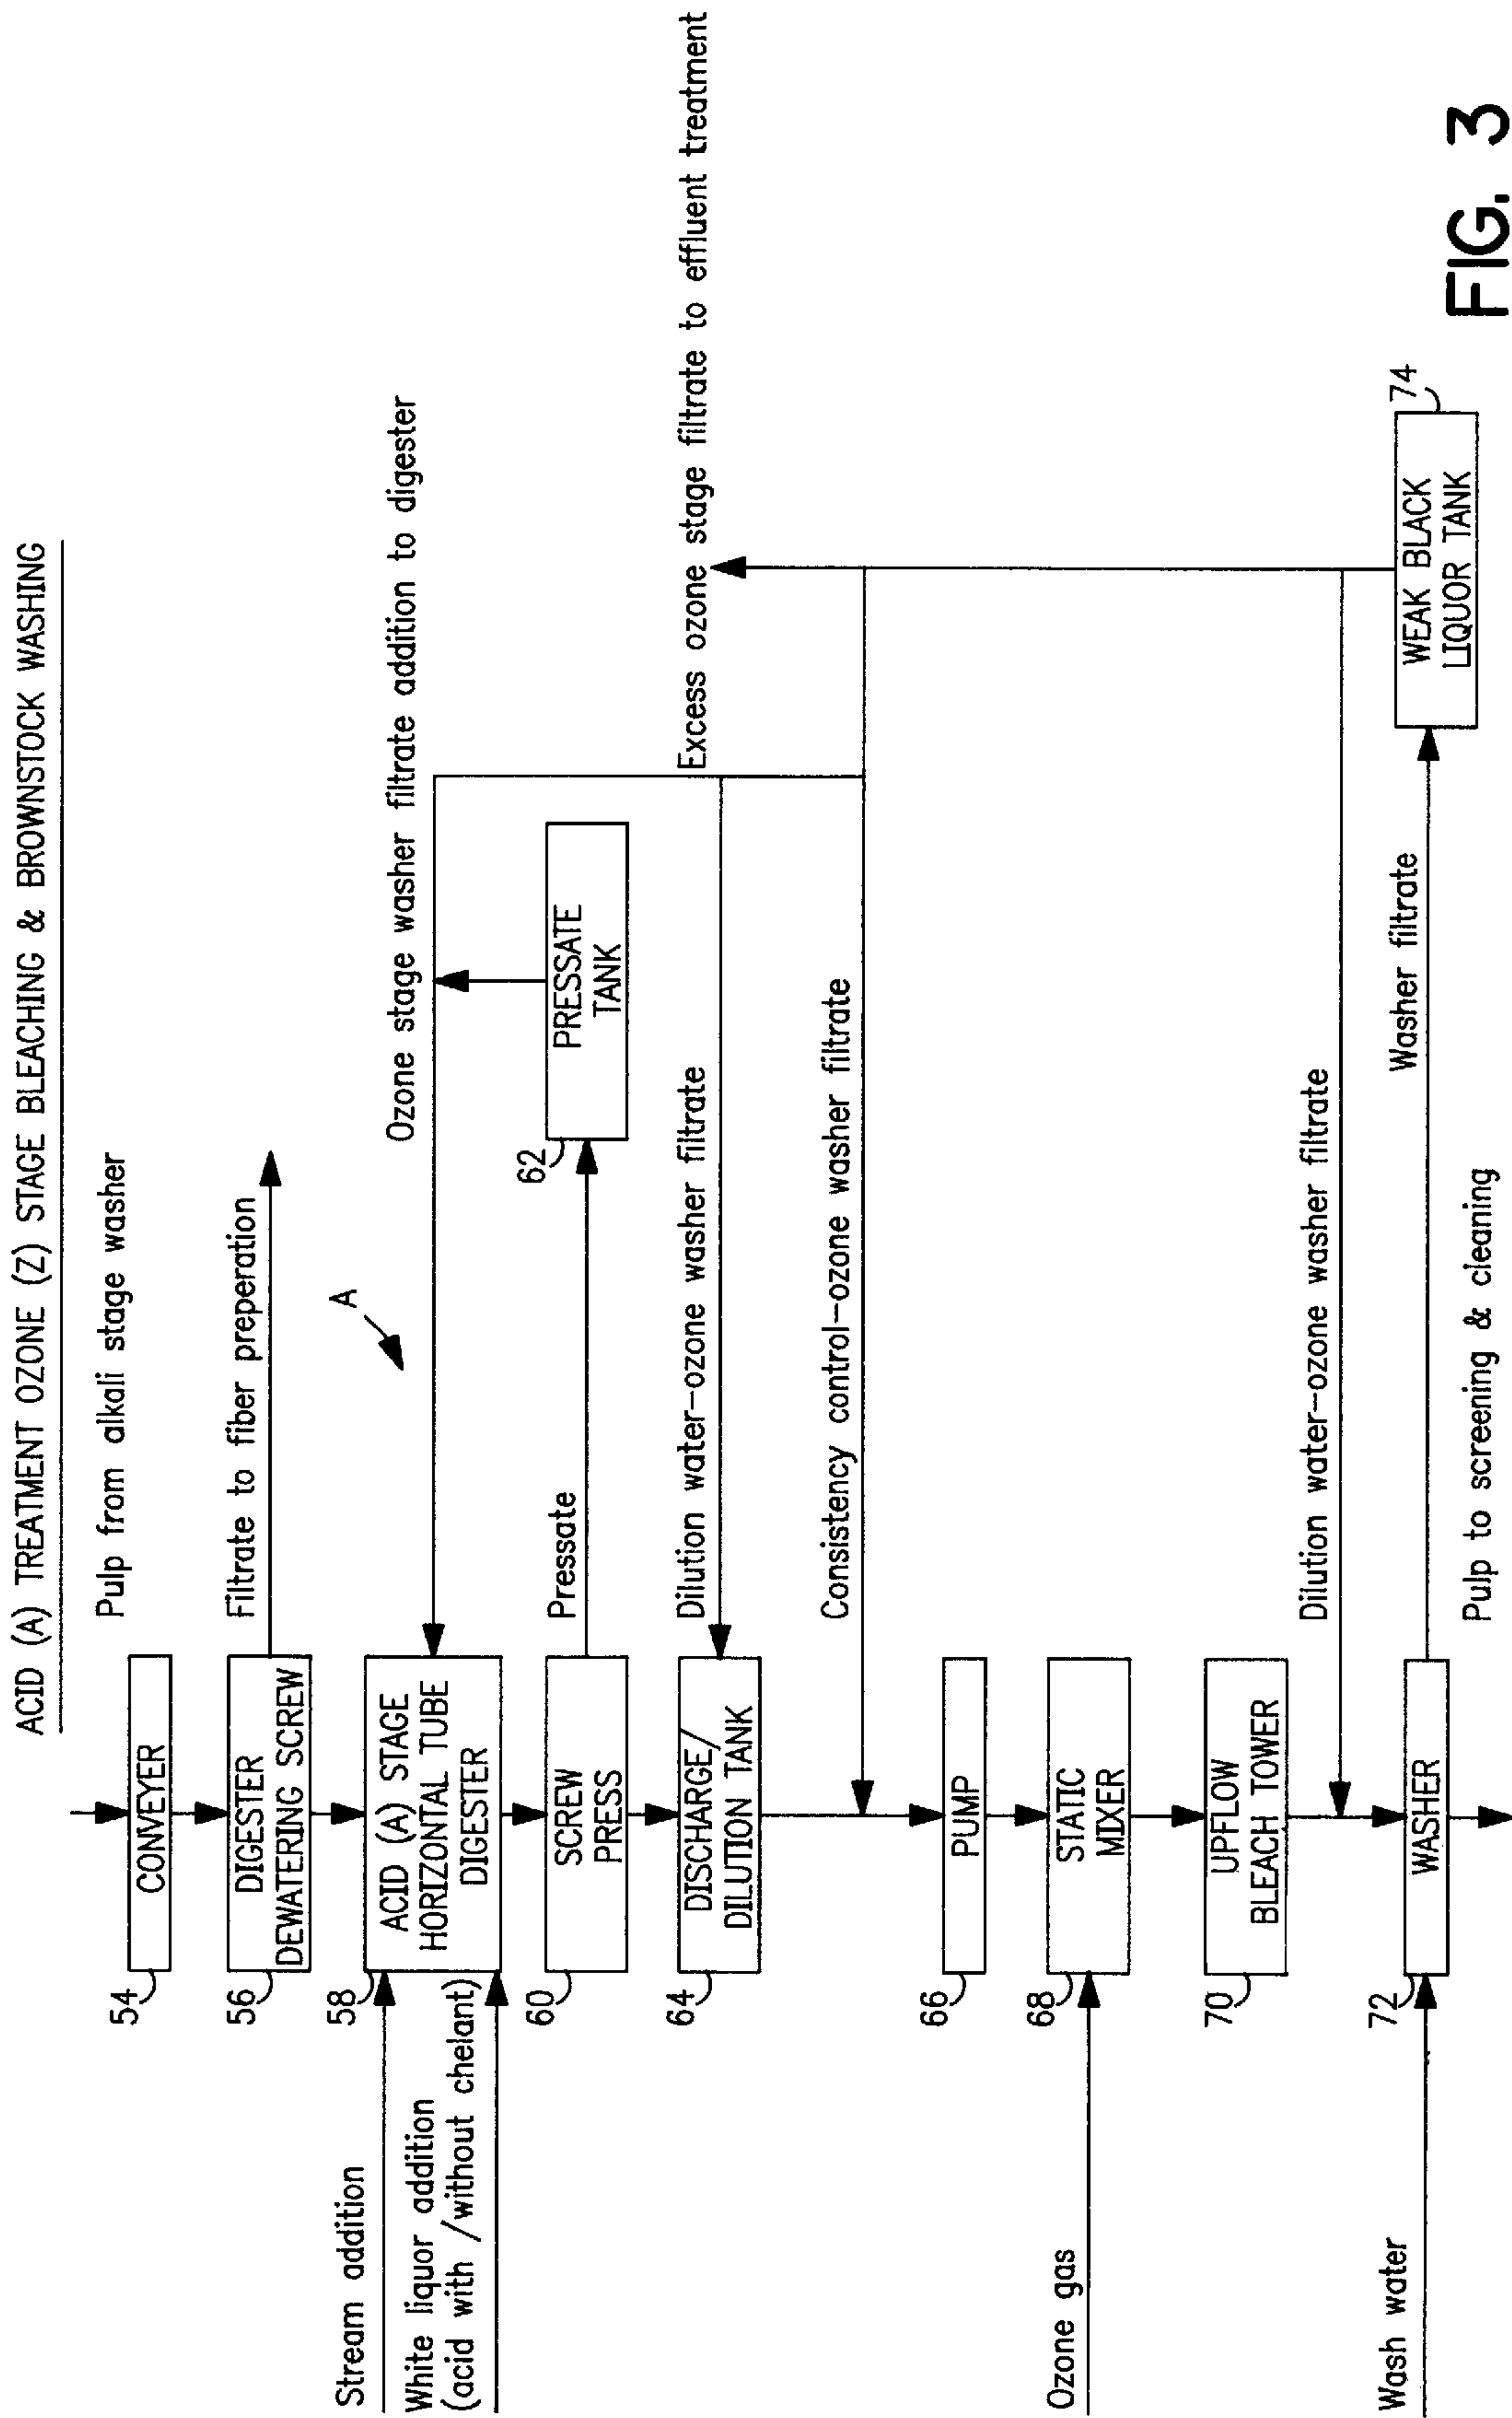 ACID (A) TREATMENT OZONE (Z) STAGE BLEACHING & BROWNSTOCK WASHING
Pulp from alkali stage washer
54
CONVEYER
Filtrate to fiber preperation
56
DIGESTER
DEWATERING SCREW
Stream addition
White liquor addition
(acid with /without chelant)
58
ACID (A) STAGE
HORIZONTAL TUBE
DIGESTER
A
Ozone stage washer filtrate addition to digester
60
SCREW
PRESS
Pressate
62
PRESSATE
TANK
64
DISCHARGE/
DILUTION TANK
Dilution water-ozone washer filtrate
Excess ozone stage filtrate to effluent treatment
Consistency control-ozone washer filtrate
66
PUMP
Ozone gas
68
STATIC
MIXER
70
UPFLOW
BLEACH TOWER
Dilution water-ozone washer filtrate
Wash water
72
WASHER
Washer filtrate
WEAK BLACK
LIQUOR TANK
74
Pulp to screening & cleaning
FIG. 3